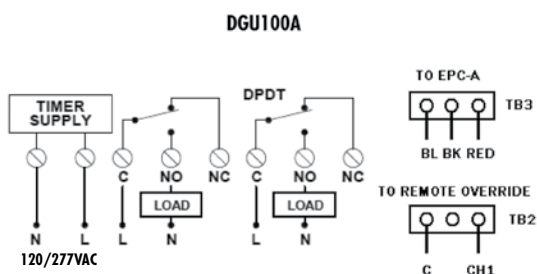 DGU100A
TO EPC-A
TB3
BL BK RED
TIMER
SUPPLY
DPDT
C NO NC C NO NC
LOAD LOAD
TO REMOTE OVERRIDE
TB2
N L L N L N
120/277VAC
C CH1